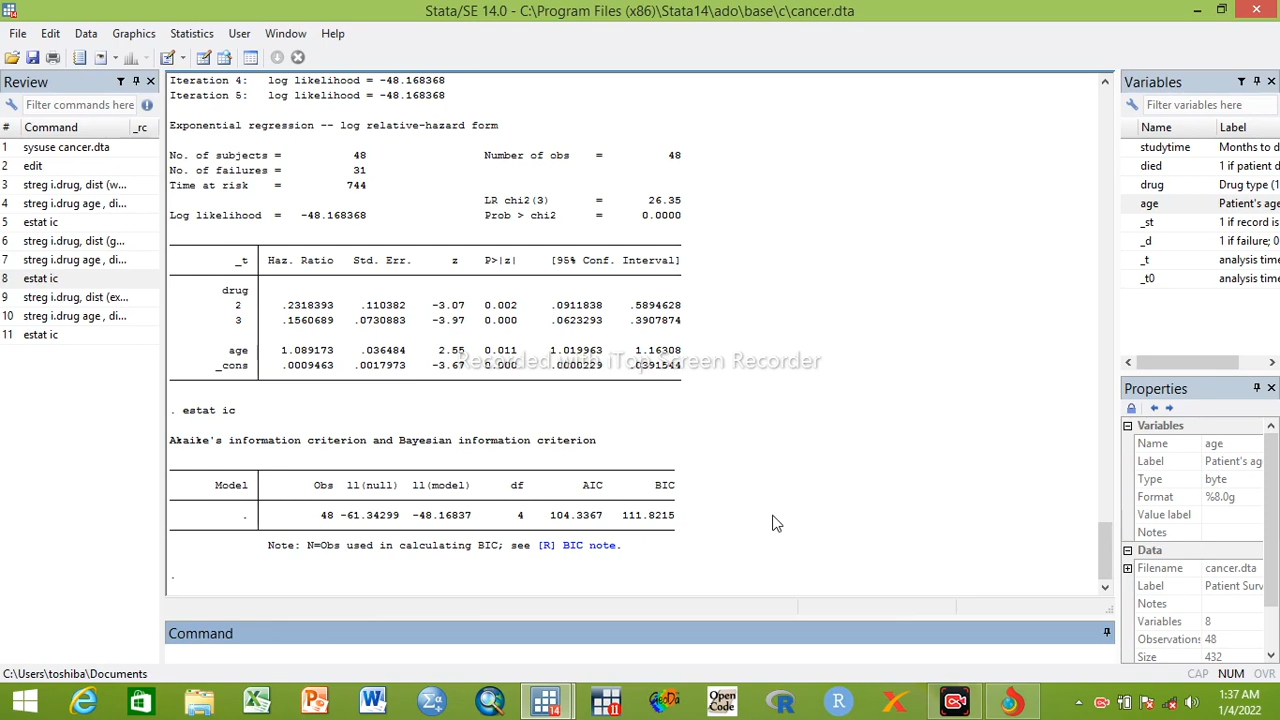 Stata/SE 14.0 - C:\Program Files (x86)\Stata14\ado\base\c\cancer.dta
File Edit Data Graphics Statistics User Window Help
Review
Filter commands here
# Command _rc
1 sysuse cancer.dta
2 edit
3 streg i.drug, dist (w...
4 streg i.drug age , di...
5 estat ic
6 streg i.drug, dist (g...
7 streg i.drug age , di...
8 estat ic
9 streg i.drug, dist (ex...
10 streg i.drug age , di...
11 estat ic
Iteration 4: log likelihood = -48.168368
Iteration 5: log likelihood = -48.168368
Exponential regression -- log relative-hazard form
No. of subjects = 48 Number of obs = 48
No. of failures = 31
Time at risk = 744
LR chi2(3) = 26.35
Log likelihood = -48.168368 Prob > chi2 = 0.0000
_t Haz. Ratio Std. Err. z P>|z| [95% Conf. Interval]
drug
2 .2318393 .110382 -3.07 0.002 .0911838 .5894628
3 .1560689 .0730883 -3.97 0.000 .0623293 .3907874
age 1.089173 .036484 2.55 0.011 1.019963 1.16308
_cons .0009463 .0017973 -3.67 0.000 .0000229 .0391544
Recorded with iTop Screen Recorder
. estat ic
Akaike's information criterion and Bayesian information criterion
Model Obs ll(null) ll(model) df AIC BIC
. 48 -61.34299 -48.16837 4 104.3367 111.8215
Note: N=Obs used in calculating BIC; see [R] BIC note.
.
Command
Variables
Filter variables here
Name Label
studytime Months to d
died 1 if patient d
drug Drug type (1
age Patient's age
_st 1 if record is
_d 1 if failure; 0
_t analysis time
_t0 analysis time
Properties
Variables
Name age
Label Patient's ag
Type byte
Format %8.0g
Value label
Notes
Data
Filename cancer.dta
Label Patient Surv
Notes
Variables 8
Observations 48
Size 432
C:\Users\toshiba\Documents
CAP NUM OVR
14
11
GeoDa
Open Code
R
R
1:37 AM
1/4/2022